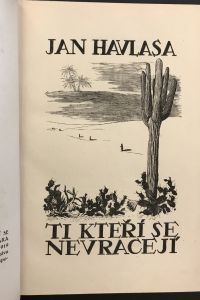 JAN HAVLASA
TI KTEŘÍ SE
NEVRACEJÍ